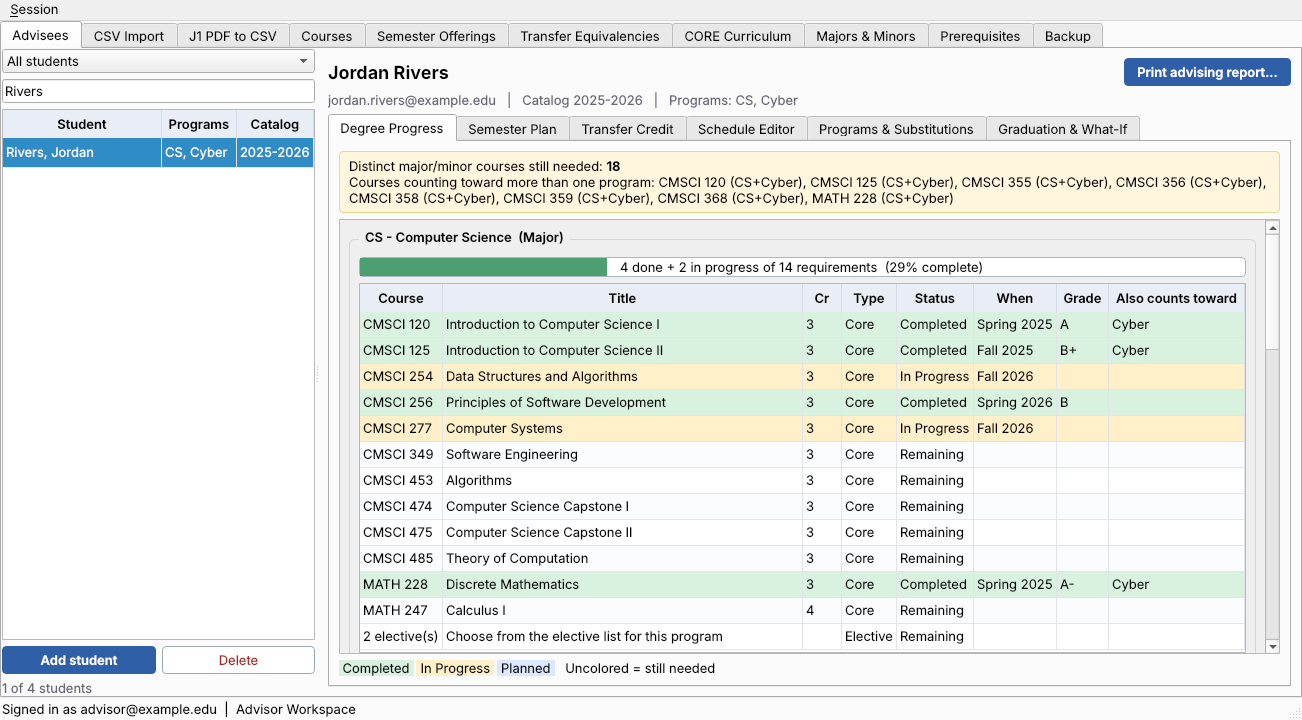 Session
Advisees CSV Import J1 PDF to CSV Courses Semester Offerings Transfer Equivalencies CORE Curriculum Majors & Minors Prerequisites Backup
All students
Rivers
Student Programs Catalog
Rivers, Jordan CS, Cyber 2025-2026
Add student Delete
1 of 4 students
Jordan Rivers
Print advising report...
jordan.rivers@example.edu | Catalog 2025-2026 | Programs: CS, Cyber
Degree Progress Semester Plan Transfer Credit Schedule Editor Programs & Substitutions Graduation & What-If
Distinct major/minor courses still needed: 18
Courses counting toward more than one program: CMSCI 120 (CS+Cyber), CMSCI 125 (CS+Cyber), CMSCI 355 (CS+Cyber), CMSCI 356 (CS+Cyber),
CMSCI 358 (CS+Cyber), CMSCI 359 (CS+Cyber), CMSCI 368 (CS+Cyber), MATH 228 (CS+Cyber)
CS - Computer Science (Major)
4 done + 2 in progress of 14 requirements (29% complete)
Course Title Cr Type Status When Grade Also counts toward
CMSCI 120 Introduction to Computer Science I 3 Core Completed Spring 2025 A Cyber
CMSCI 125 Introduction to Computer Science II 3 Core Completed Fall 2025 B+ Cyber
CMSCI 254 Data Structures and Algorithms 3 Core In Progress Fall 2026
CMSCI 256 Principles of Software Development 3 Core Completed Spring 2026 B
CMSCI 277 Computer Systems 3 Core In Progress Fall 2026
CMSCI 349 Software Engineering 3 Core Remaining
CMSCI 453 Algorithms 3 Core Remaining
CMSCI 474 Computer Science Capstone I 3 Core Remaining
CMSCI 475 Computer Science Capstone II 3 Core Remaining
CMSCI 485 Theory of Computation 3 Core Remaining
MATH 228 Discrete Mathematics 3 Core Completed Spring 2025 A- Cyber
MATH 247 Calculus I 4 Core Remaining
2 elective(s) Choose from the elective list for this program Elective Remaining
Completed In Progress Planned Uncolored = still needed
Signed in as advisor@example.edu | Advisor Workspace